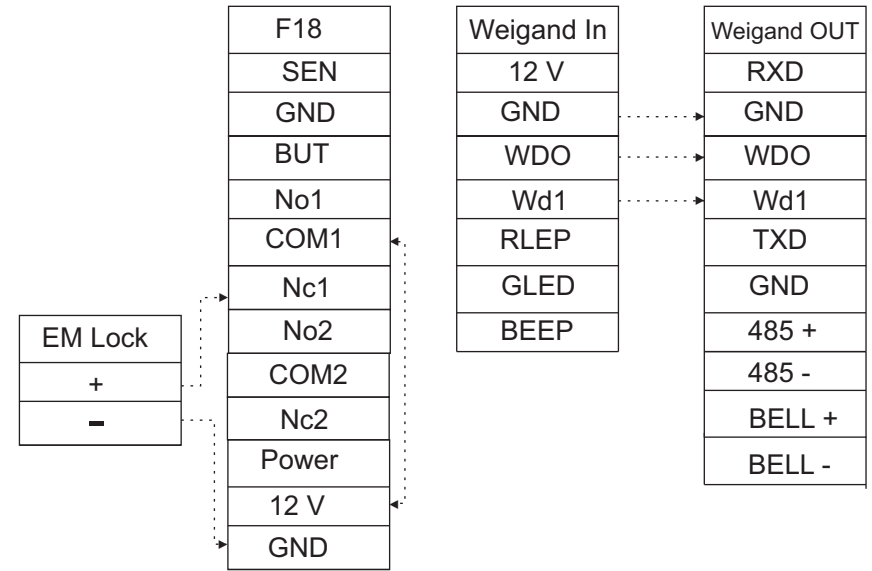 F18
SEN
GND
BUT
No1
COM1
Nc1
No2
COM2
Nc2
Power
12 V
GND
EM Lock
+
-
Weigand In
12 V
GND
WDO
Wd1
RLEP
GLED
BEEP
Weigand OUT
RXD
GND
WDO
Wd1
TXD
GND
485 +
485 -
BELL +
BELL -